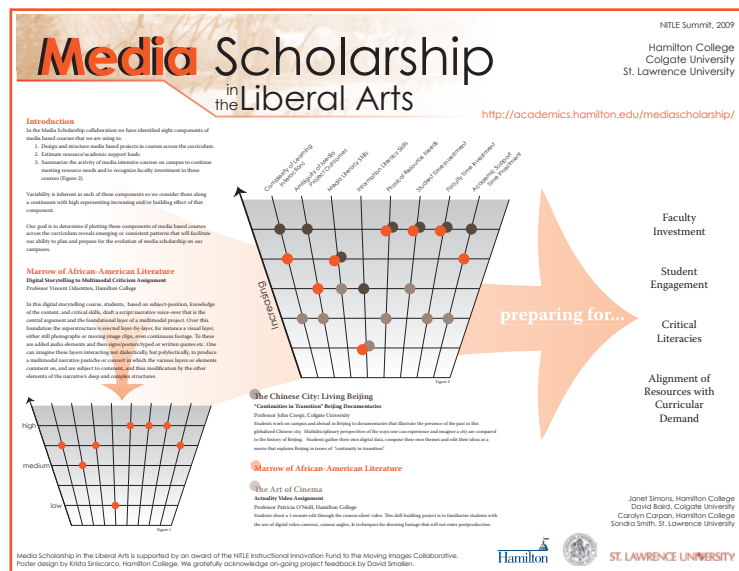 NITLE Summit, 2009
Media Scholarship
in the Liberal Arts
Hamilton College
Colgate University
St. Lawrence University
http://academics.hamilton.edu/mediascholarship/
Introduction
In the Media Scholarship collaboration we have identified eight components of
media based courses that we are using to:
1. Design and structure media based projects in courses across the curriculum.
2. Estimate resource/academic support loads.
3. Summarize the activity of media intensive courses on campus to continue
meeting resource needs and to recognize faculty investment in these
courses (Figure 2).
Variability is inherent in each of these components so we consider them along
a continuum with high representing increasing and/or building effect of that
component.
Our goal is to determine if plotting these components of media based courses
across the curriculum reveals emerging or consistent patterns that will facilitate
our ability to plan and prepare for the evolution of media scholarship on our
campuses.
Marrow of African-American Literature
Digital Storytelling to Multimodal Criticism Assignment
Professor Vincent Odamtten, Hamilton College
In this digital storytelling course, students, based on subject-position, knowledge
of the content, and critical skills, draft a script/narrative voice-over that is the
central argument and the foundational layer of a multimodal project. Over this
foundation the superstructure is erected layer-by-layer, for instance a visual layer,
either still photographs or moving image clips, even continuous footage. To these
are added audio elements and then signs/posters/typed or written quotes etc. One
can imagine these layers interacting not dialectically, but polylectically, to produce
a multimodal narrative pastiche or concert in which the various layers or elements
comment on, and are subject to comment, and thus modification by the other
elements of the narrative's deep and complex structures.
high
medium
low
Figure 1
Complexity of Learning
Interactions
Ambiguity of Media
Project Outcomes
Media Literacy Skills
Information Literacy Skills
Physical Resource Needs
Student Time Investment
Faculty Time Investment
Academic Support
Time Investment
Increasing
Figure 2
The Chinese City: Living Beijing
"Continuities in Transition" Beijing Documentaries
Professor John Crespi, Colgate University
Students work on campus and abroad in Beijing to documentaries that illustrate the presence of the past in this
globalized Chinese city. Multidisciplinary perspectives of the ways one can experience and imagine a city are compared
to the history of Beijing. Students gather their own digital data, compose their own themes and edit their ideas as a
movie that explains Beijing in terms of "continuity in transition".
Marrow of African-American Literature
The Art of Cinema
Actuality Video Assignment
Professor Patricia O'Neill, Hamilton College
Students shoot a 1-minute edit-through-the-camera silent video. This skill-building project is to familiarize students with
the use of digital video cameras, camera angles, & techniques for shooting footage that will not enter postproduction.
preparing for...
Faculty
Investment
Student
Engagement
Critical
Literacies
Alignment of
Resources with
Curricular
Demand
Janet Simons, Hamilton College
David Baird, Colgate University
Carolyn Carpan, Hamilton College
Sondra Smith, St. Lawrence University
Media Scholarship in the Liberal Arts is supported by an award of the NITLE Instructional Innovation Fund to the Moving Images Collaborative.
Poster design by Krista Siniscarco, Hamilton College. We gratefully acknowledge on-going project feedback by David Smallen.
Hamilton
ST. LAWRENCE UNIVERSITY